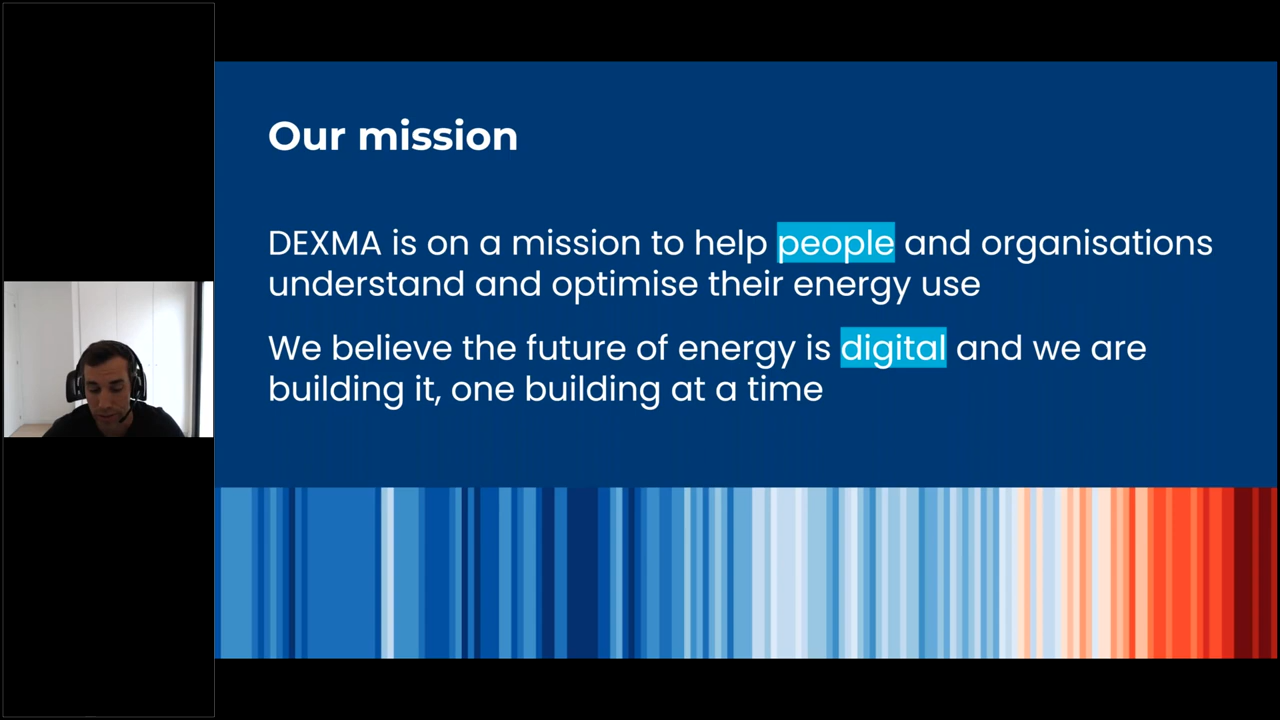 Our mission
DEXMA is on a mission to help people and organisations
understand and optimise their energy use
We believe the future of energy is digital and we are
building it, one building at a time